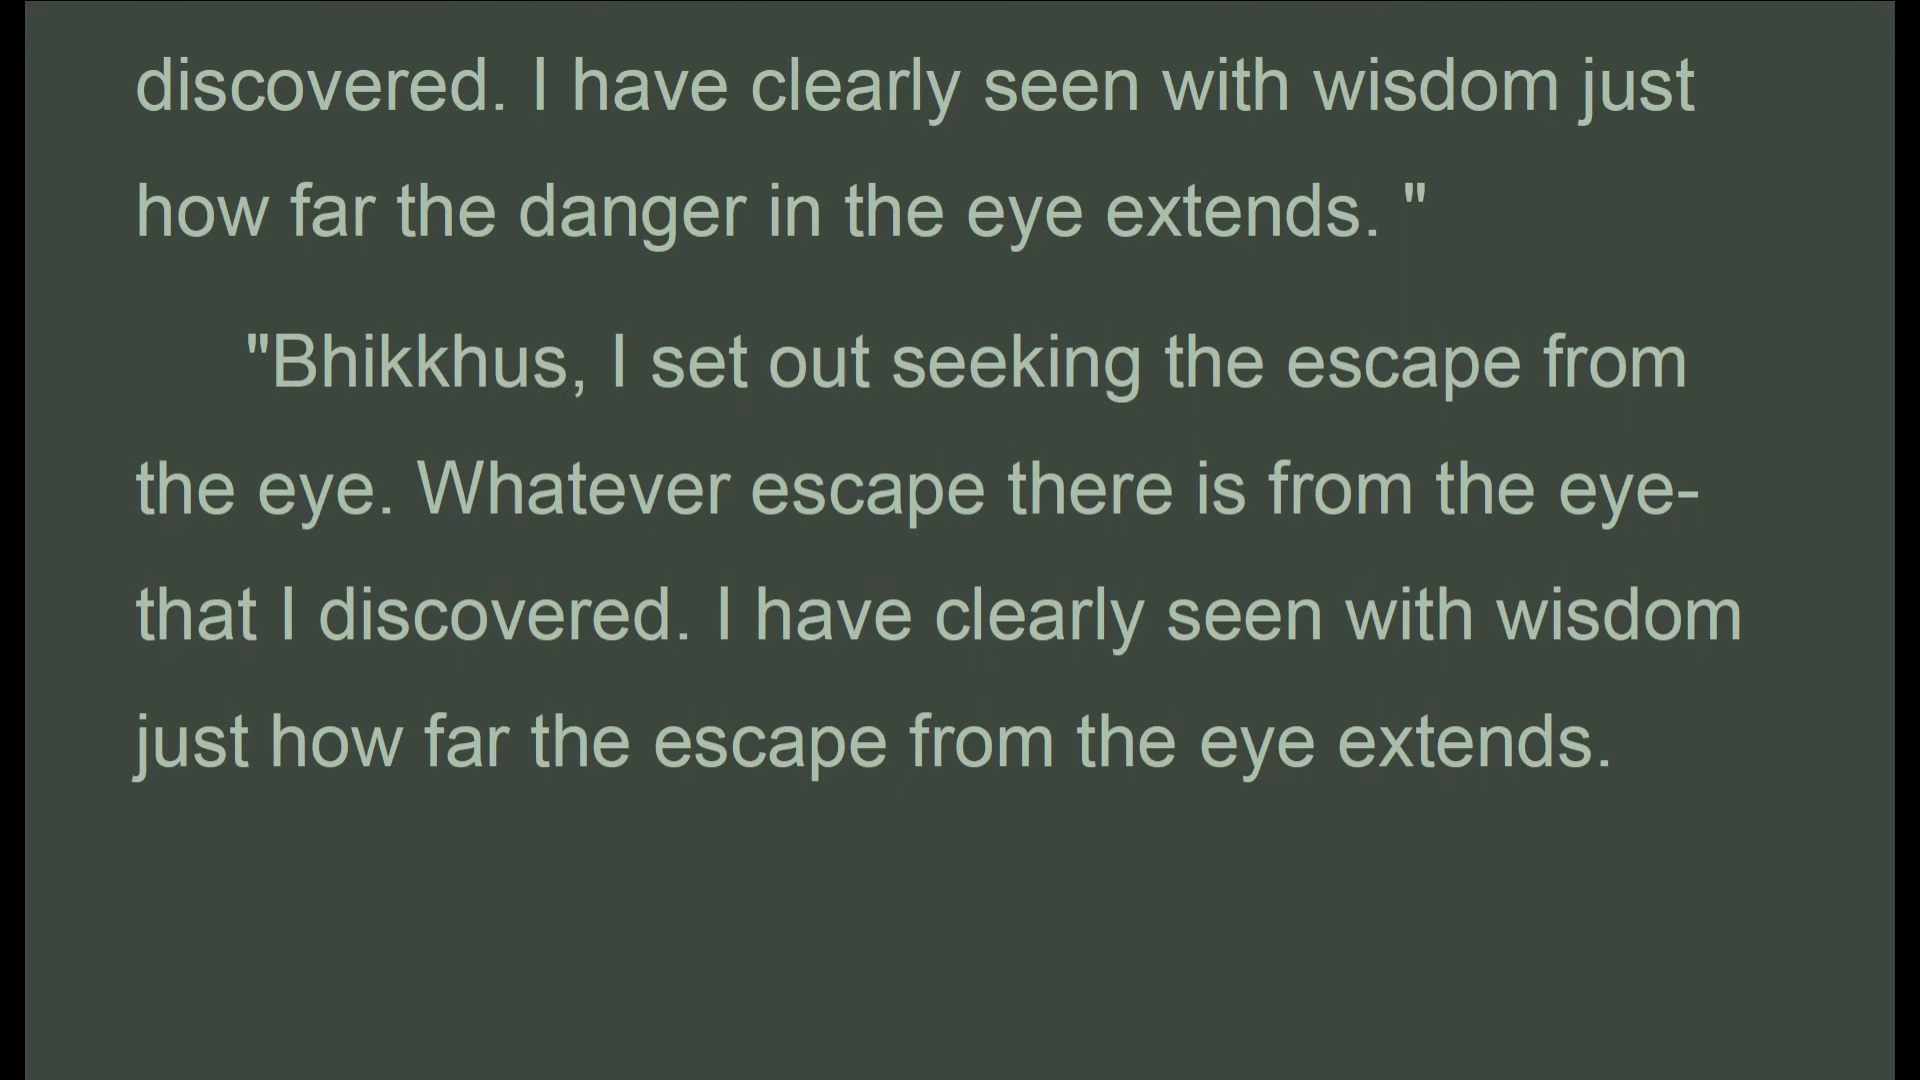 discovered. I have clearly seen with wisdom just
how far the danger in the eye extends. "
"Bhikkhus, I set out seeking the escape from
the eye. Whatever escape there is from the eye-
that I discovered. I have clearly seen with wisdom
just how far the escape from the eye extends.